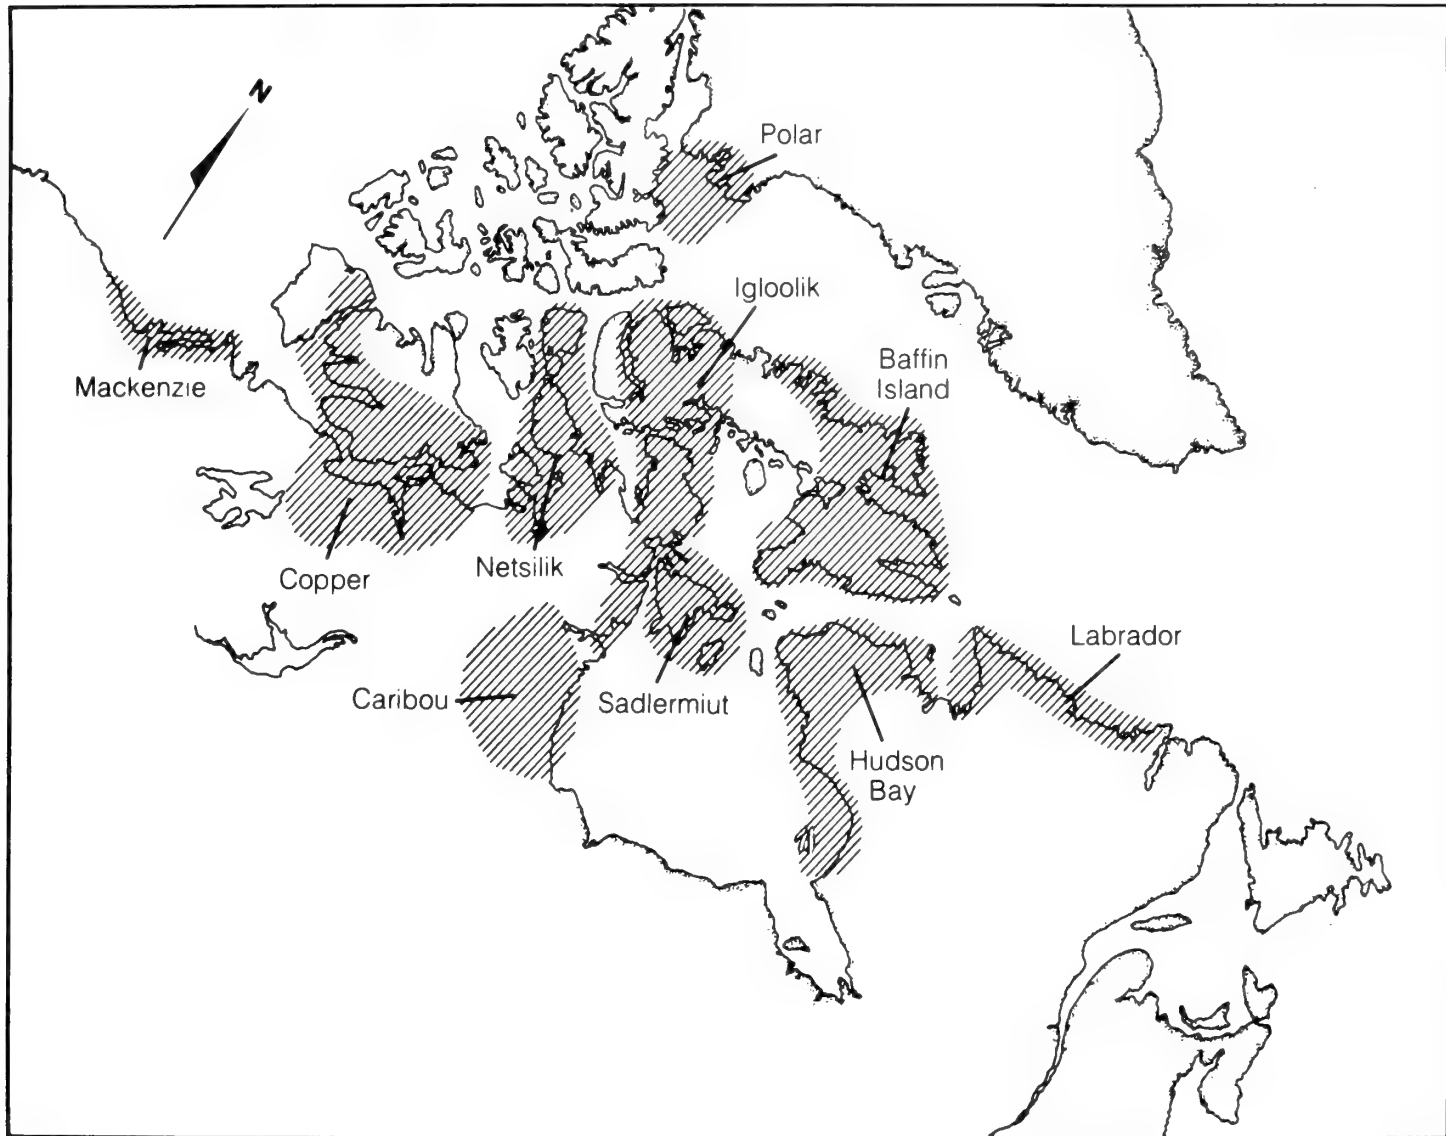 N
Polar
Igloolik
Baffin
Island
Mackenzie
Copper
Netsilik
Labrador
Caribou
Sadlermiut
Hudson
Bay